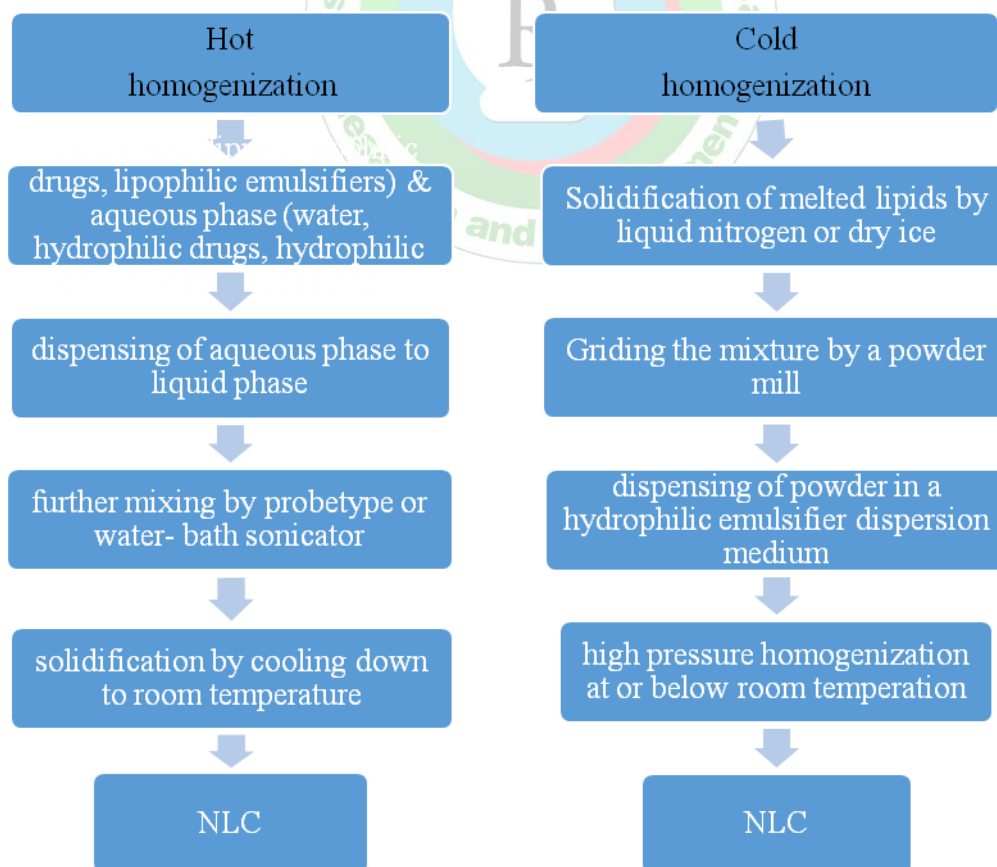 Hot
homogenization
drugs, lipophilic emulsifiers) &
aqueous phase (water,
hydrophilic drugs, hydrophilic
dispensing of aqueous phase to
liquid phase
further mixing by probetype or
water- bath sonicator
solidification by cooling down
to room temperature
NLC
Cold
homogenization
Solidification of melted lipids by
liquid nitrogen or dry ice
Griding the mixture by a powder
mill
dispensing of powder in a
hydrophilic emulsifier dispersion
medium
high pressure homogenization
at or below room temperation
NLC
and